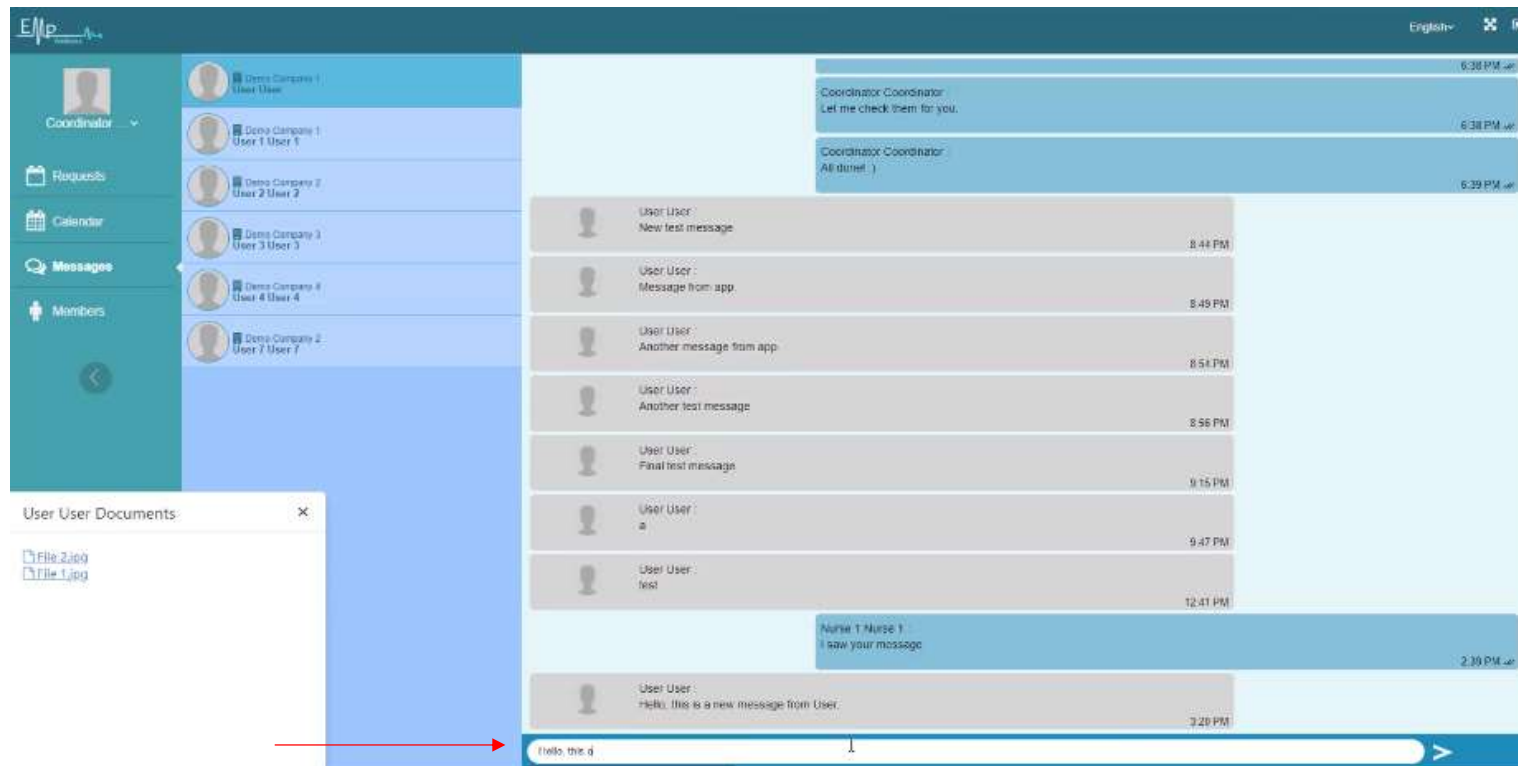 EMP
English
Coordinator ...
Requests
Calendar
Messages
Members
Demo Company 1
User User
Demo Company 1
User 1 User 1
Demo Company 2
User 2 User 2
Demo Company 3
User 3 User 3
Demo Company 4
User 4 User 4
Demo Company 2
User 7 User 7
6:38 PM
Coordinator Coordinator :
Let me check them for you.
6:38 PM
Coordinator Coordinator :
All done! :)
6:39 PM
User User :
New test message
8:44 PM
User User :
Message from app
8:49 PM
User User :
Another message from app
8:54 PM
User User :
Another test message
8:56 PM
User User :
Final test message
9:15 PM
User User :
a
9:47 PM
User User :
test
12:41 PM
Nurse 1 Nurse 1 :
I saw your message
2:39 PM
User User :
Hello, this is a new message from User.
3:20 PM
User User Documents
File 2.jpg
File 1.jpg
Hello, this